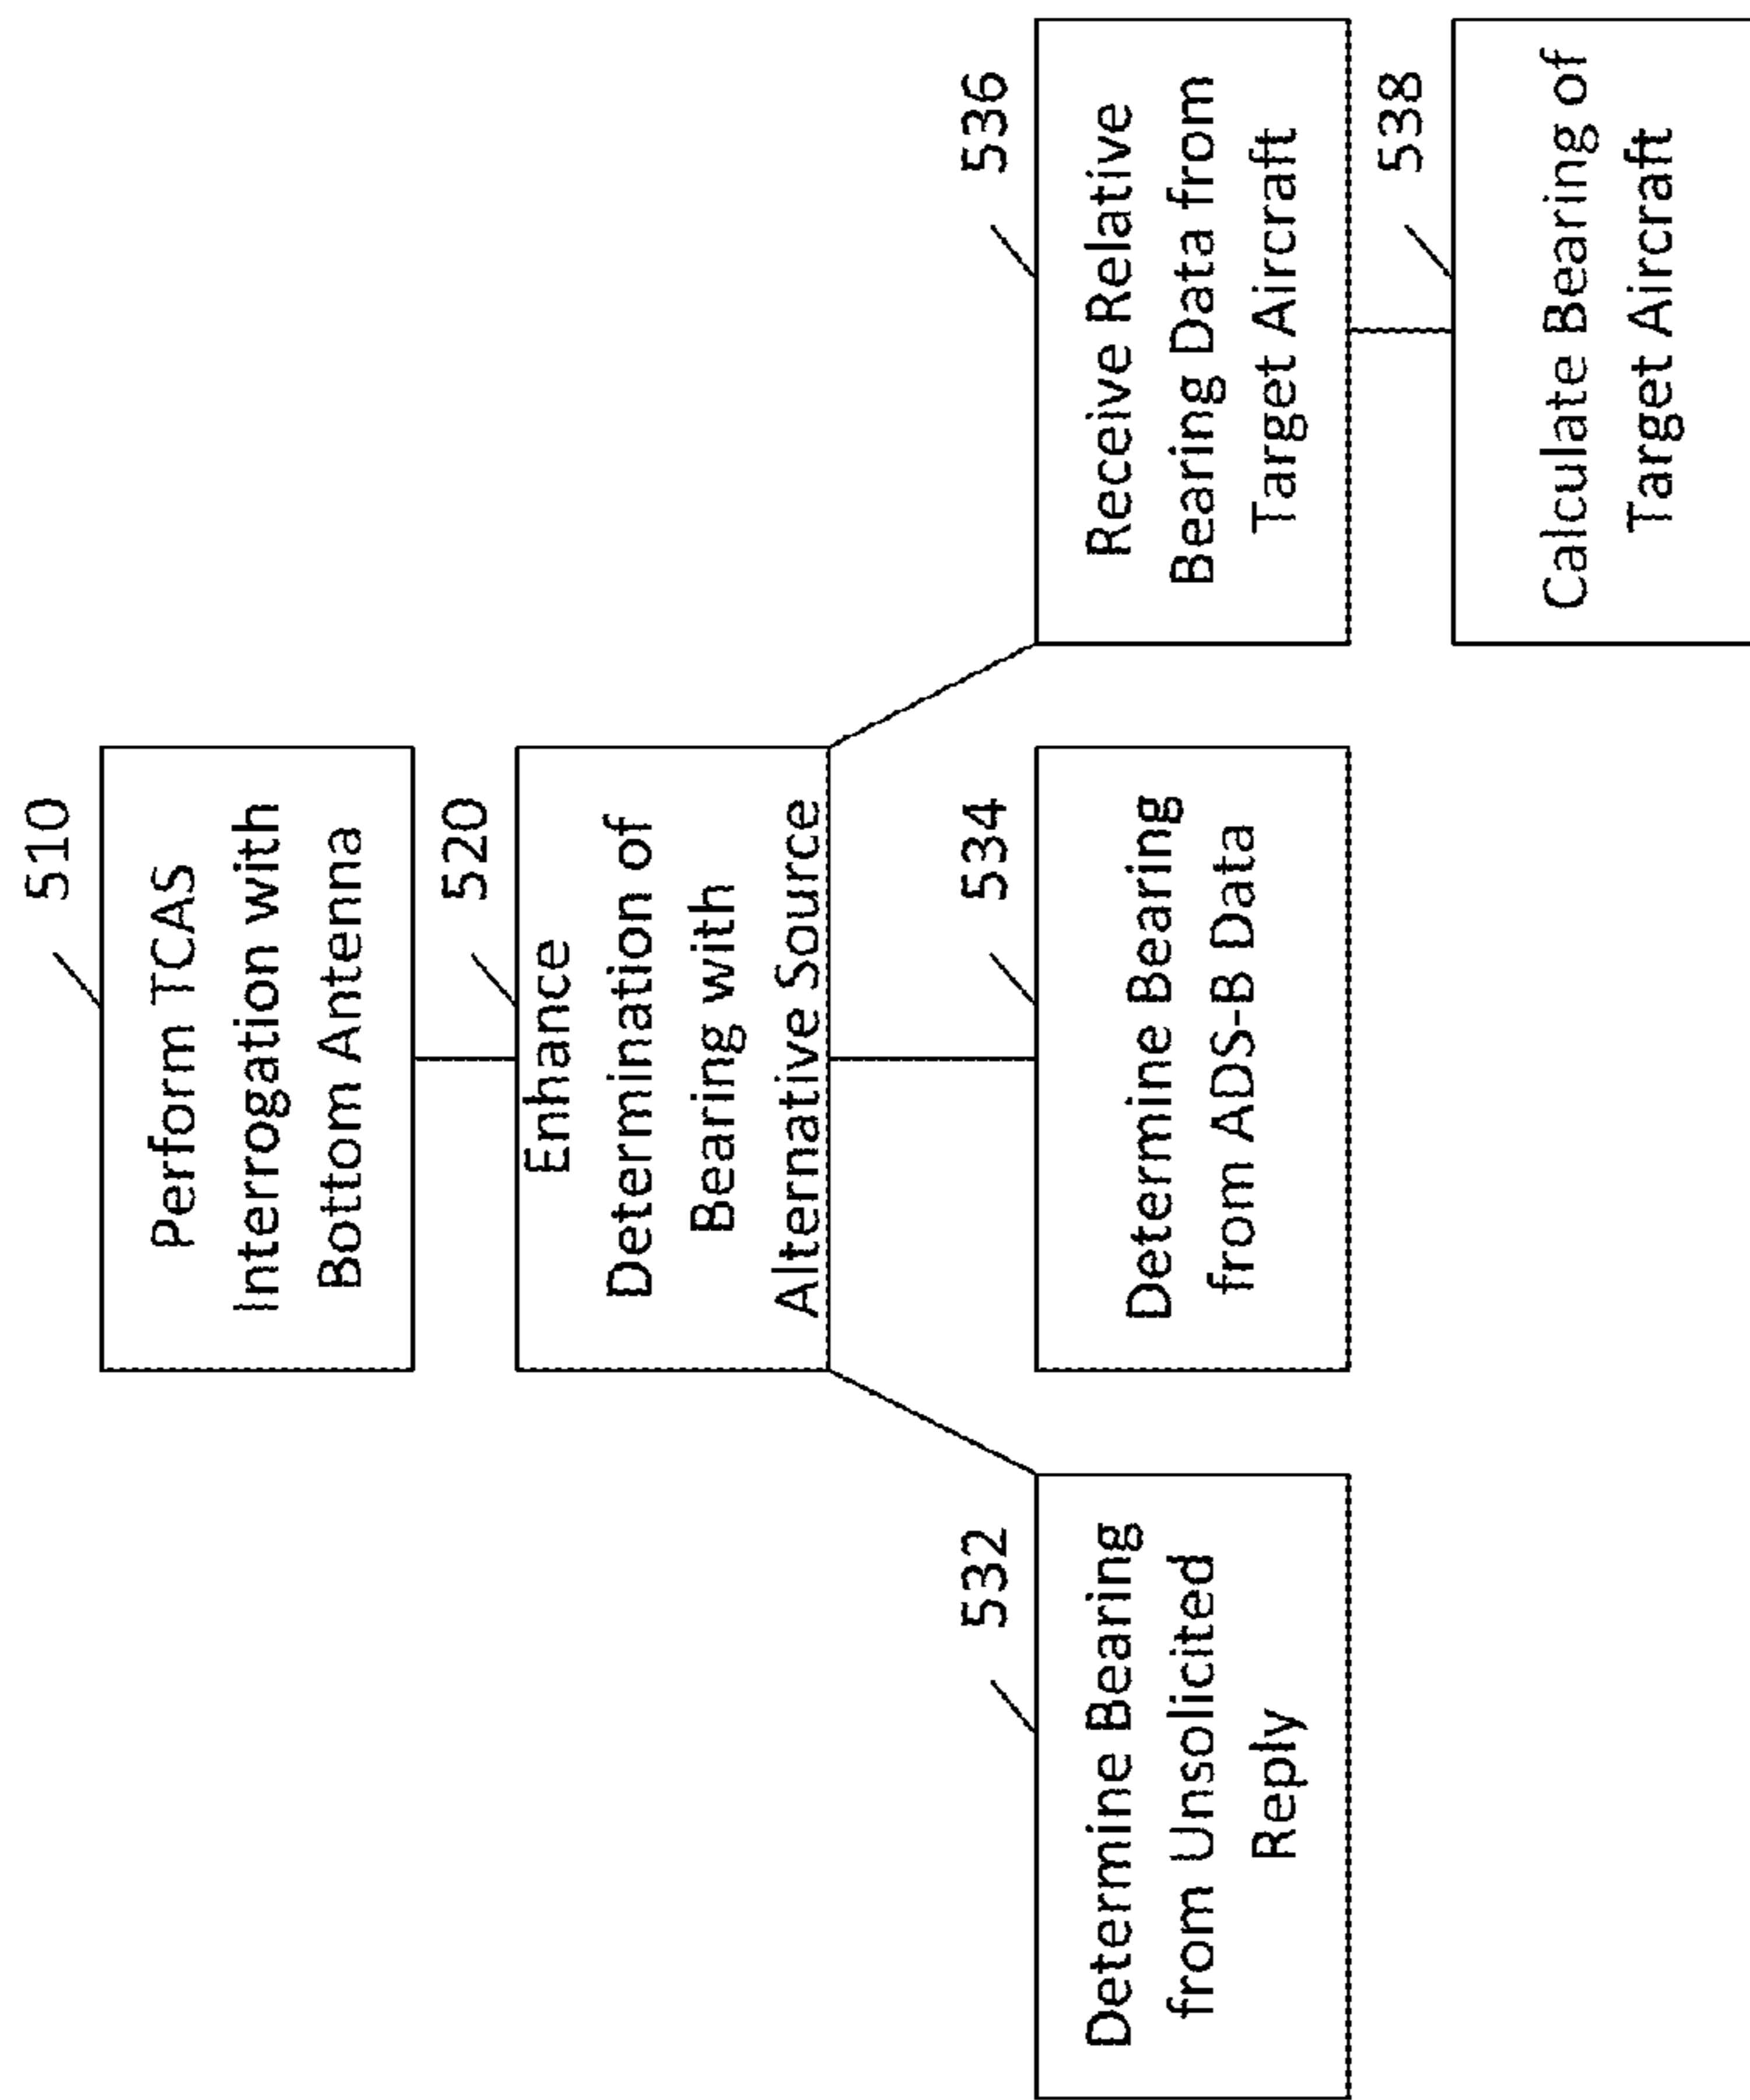 510
Perform TCAS
Interrogation with
Bottom Antenna
520
Enhance
Determination of
Bearing with
Alternative Source
532
Determine Bearing
from Unsolicited
Reply
534
Determine Bearing
from ADS-B Data
536
Receive Relative
Bearing Data from
Target Aircraft
538
Calculate Bearing of
Target Aircraft